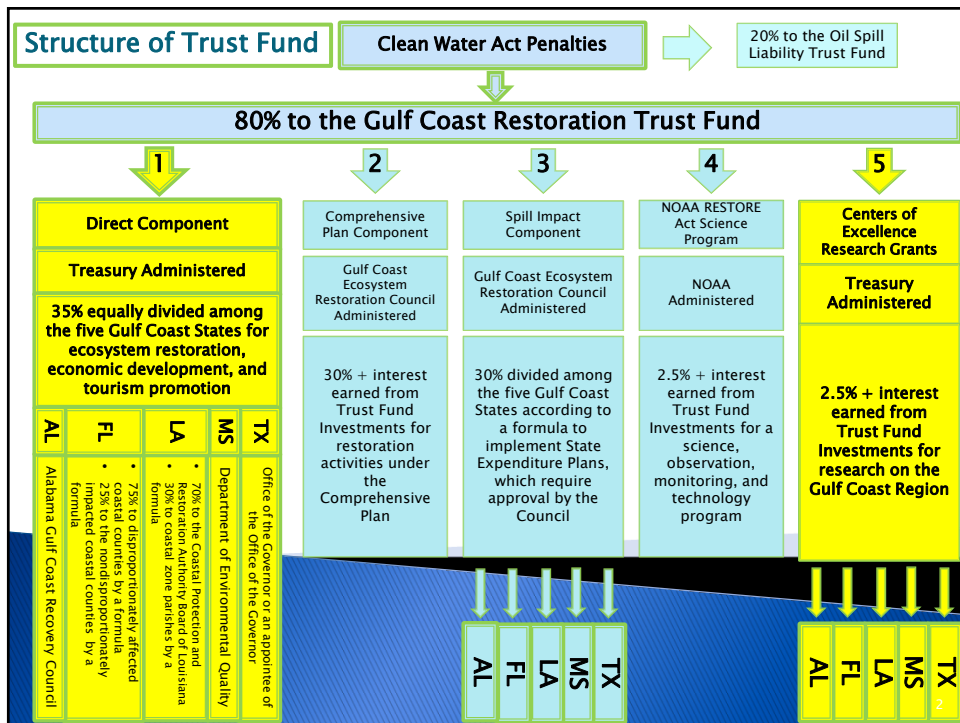 Structure of Trust Fund
Clean Water Act Penalties
20% to the Oil Spill
Liability Trust Fund
80% to the Gulf Coast Restoration Trust Fund
1
Direct Component
Treasury Administered
35% equally divided among
the five Gulf Coast States for
ecosystem restoration,
economic development, and
tourism promotion
AL
Alabama Gulf Coast Recovery Council
FL
• 75% to disproportionately affected
coastal counties by a formula
• 25% to the nondisproportionately
impacted coastal counties by a
formula
LA
• 70% to the Coastal Protection and
Restoration Authority Board of Louisiana
• 30% to coastal zone parishes by a
formula
MS
Department of Environmental Quality
TX
Office of the Governor or an appointee of
the Office of the Governor
2
Comprehensive
Plan Component
Gulf Coast
Ecosystem
Restoration Council
Administered
30% + interest
earned from
Trust Fund
Investments for
restoration
activities under
the
Comprehensive
Plan
3
Spill Impact
Component
Gulf Coast Ecosystem
Restoration Council
Administered
30% divided among
the five Gulf Coast
States according to
a formula to
implement State
Expenditure Plans,
which require
approval by the
Council
AL
FL
LA
MS
TX
4
NOAA RESTORE
Act Science
Program
NOAA
Administered
2.5% + interest
earned from
Trust Fund
Investments for a
science,
observation,
monitoring, and
technology
program
5
Centers of
Excellence
Research Grants
Treasury
Administered
2.5% + interest
earned from
Trust Fund
Investments for
research on the
Gulf Coast Region
AL
FL
LA
MS
TX
2